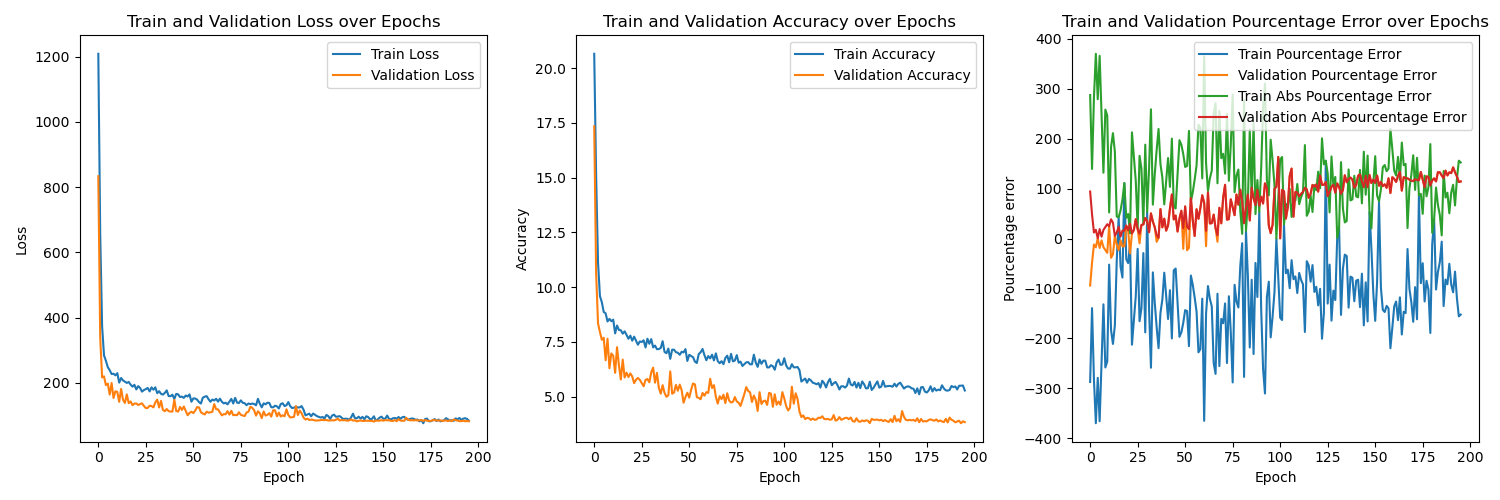 Train and Validation Loss over Epochs
Train Loss
Validation Loss
1200
1000
800
600
400
200
Loss
0
25
50
75
100
125
150
175
200
Epoch
Train and Validation Accuracy over Epochs
Train Accuracy
Validation Accuracy
20.0
17.5
15.0
12.5
10.0
7.5
5.0
Accuracy
0
25
50
75
100
125
150
175
200
Epoch
Train and Validation Pourcentage Error over Epochs
Train Pourcentage Error
Validation Pourcentage Error
Train Abs Pourcentage Error
Validation Abs Pourcentage Error
400
300
200
100
0
−100
−200
−300
−400
Pourcentage error
0
25
50
75
100
125
150
175
200
Epoch